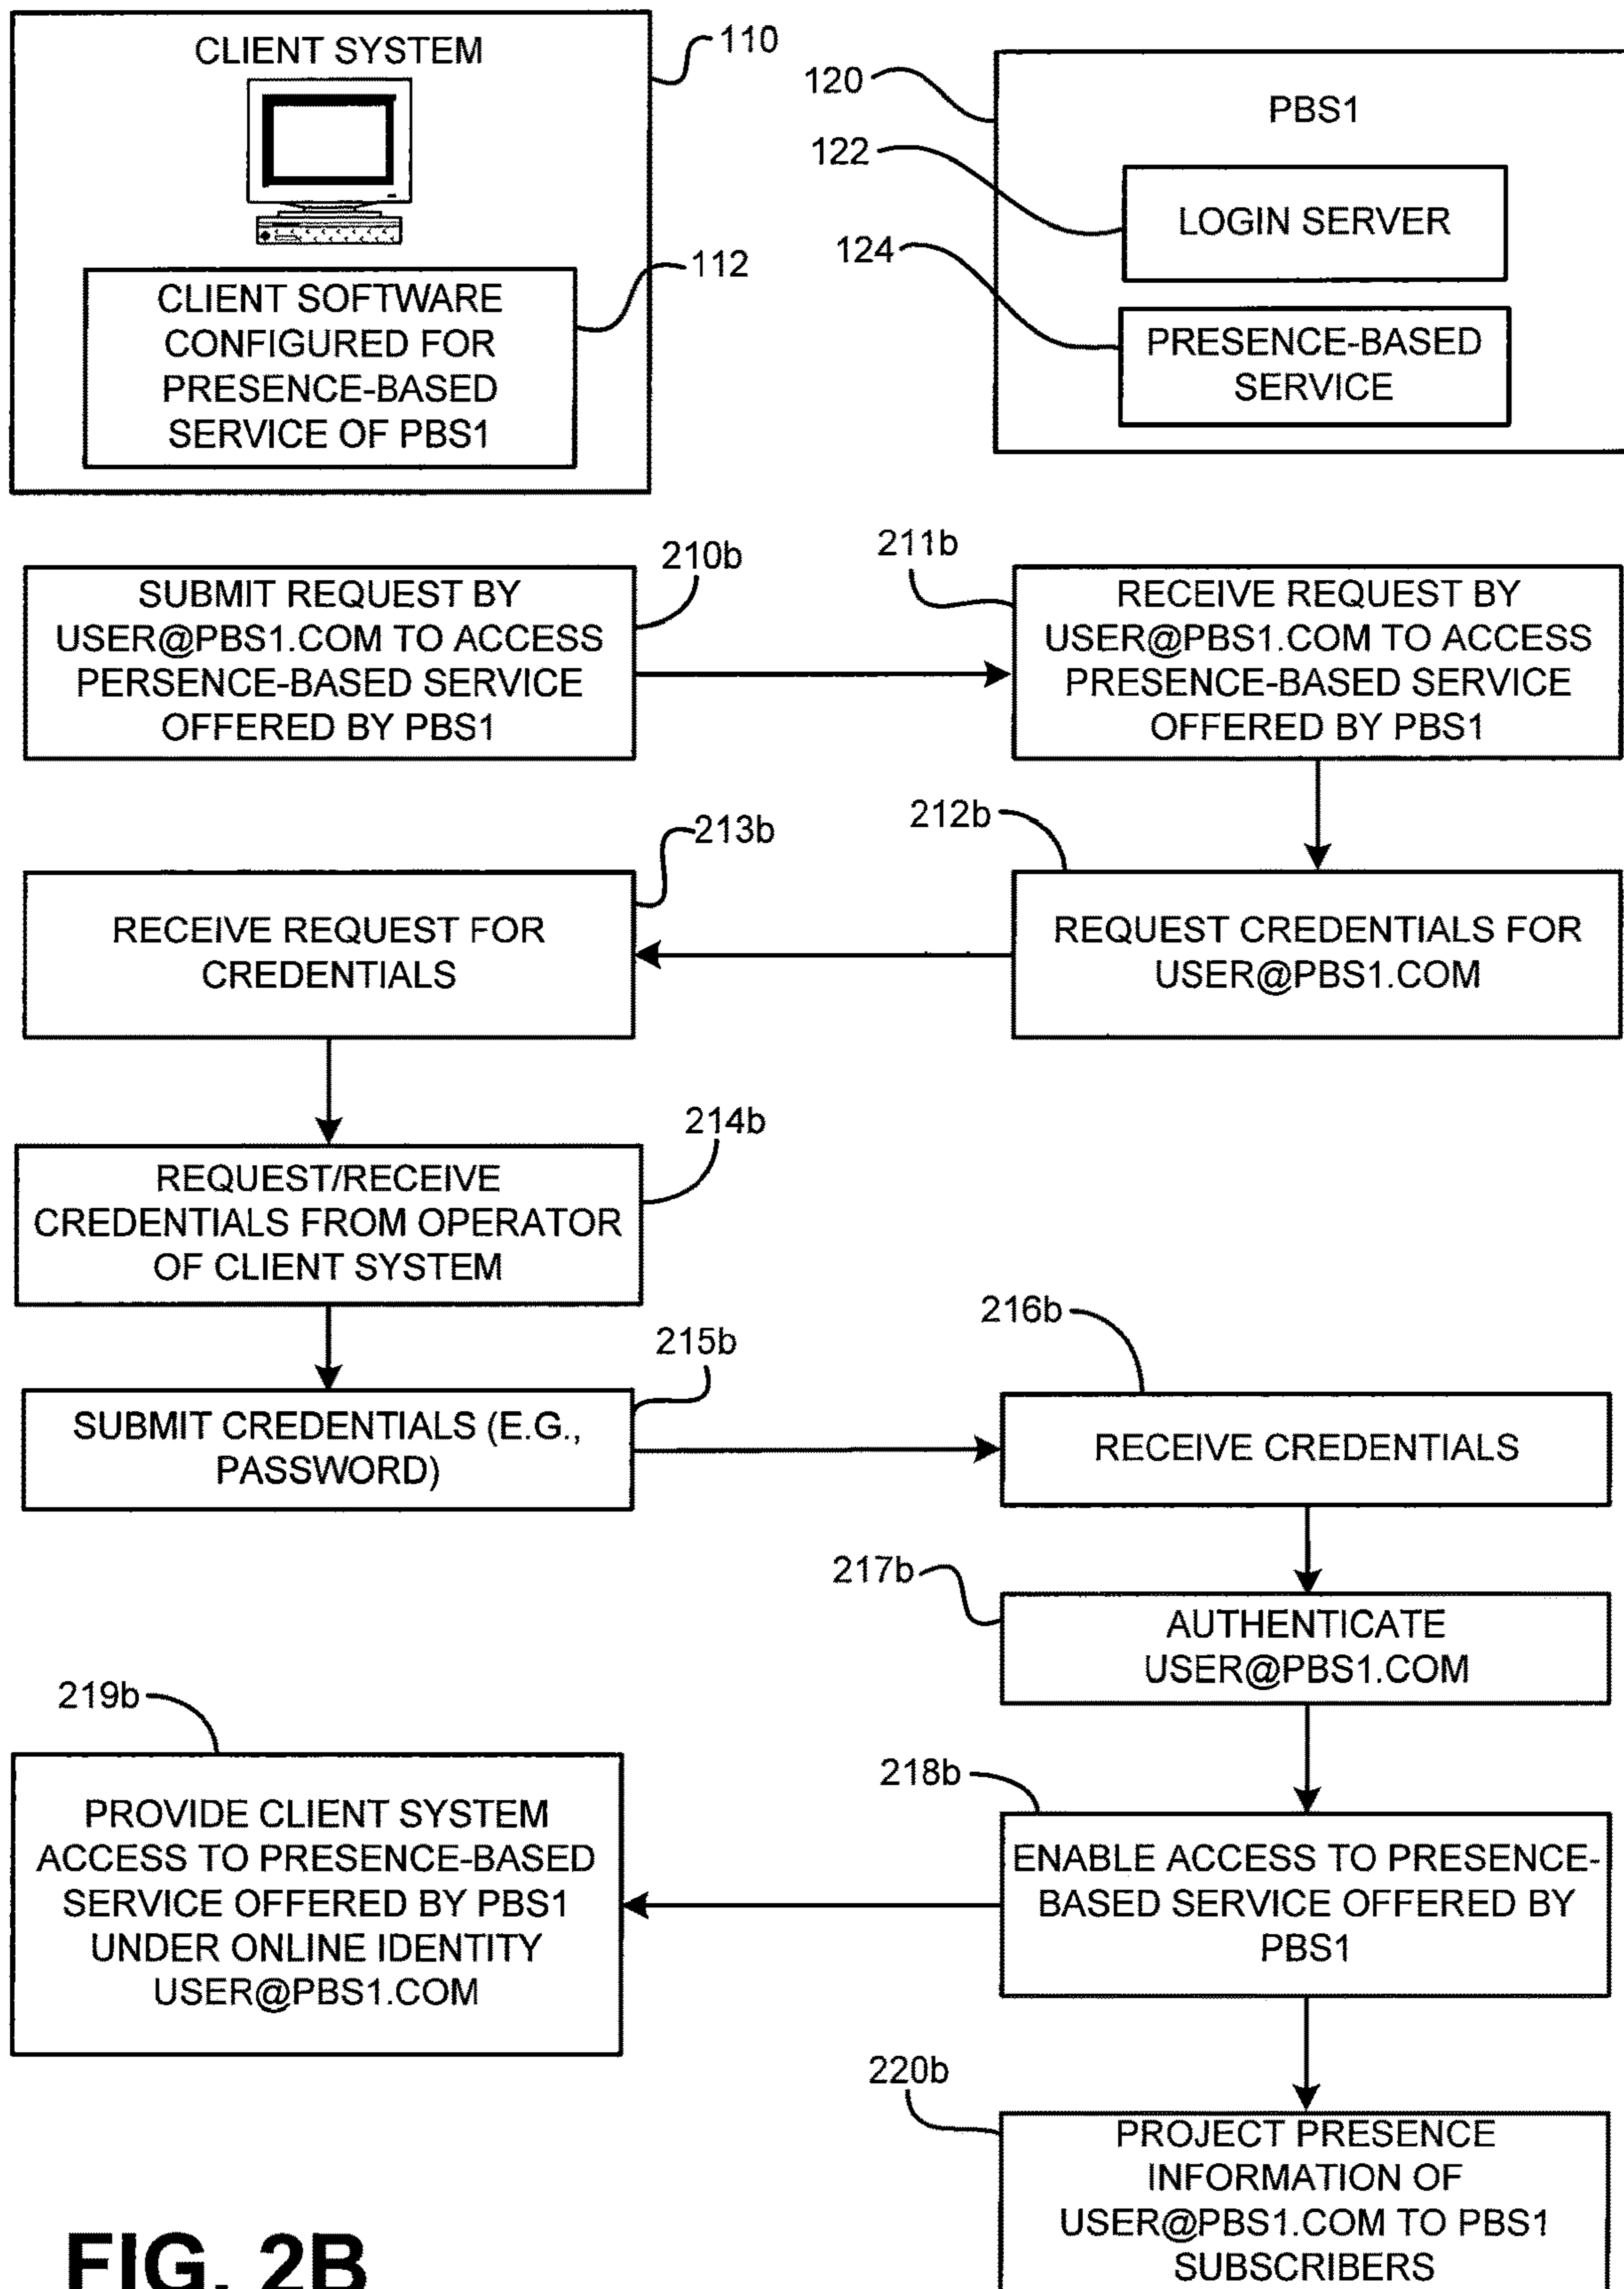 CLIENT SYSTEM
110
CLIENT SOFTWARE
CONFIGURED FOR
PRESENCE-BASED
SERVICE OF PBS1
112
120
PBS1
122
LOGIN SERVER
124
PRESENCE-BASED
SERVICE
210b
SUBMIT REQUEST BY
USER@PBS1.COM TO ACCESS
PERSENCE-BASED SERVICE
OFFERED BY PBS1
211b
RECEIVE REQUEST BY
USER@PBS1.COM TO ACCESS
PRESENCE-BASED SERVICE
OFFERED BY PBS1
212b
REQUEST CREDENTIALS FOR
USER@PBS1.COM
213b
RECEIVE REQUEST FOR
CREDENTIALS
214b
REQUEST/RECEIVE
CREDENTIALS FROM OPERATOR
OF CLIENT SYSTEM
215b
SUBMIT CREDENTIALS (E.G.,
PASSWORD)
216b
RECEIVE CREDENTIALS
217b
AUTHENTICATE
USER@PBS1.COM
218b
ENABLE ACCESS TO PRESENCE-
BASED SERVICE OFFERED BY
PBS1
219b
PROVIDE CLIENT SYSTEM
ACCESS TO PRESENCE-BASED
SERVICE OFFERED BY PBS1
UNDER ONLINE IDENTITY
USER@PBS1.COM
220b
PROJECT PRESENCE
INFORMATION OF
USER@PBS1.COM TO PBS1
SUBSCRIBERS
FIG. 2B